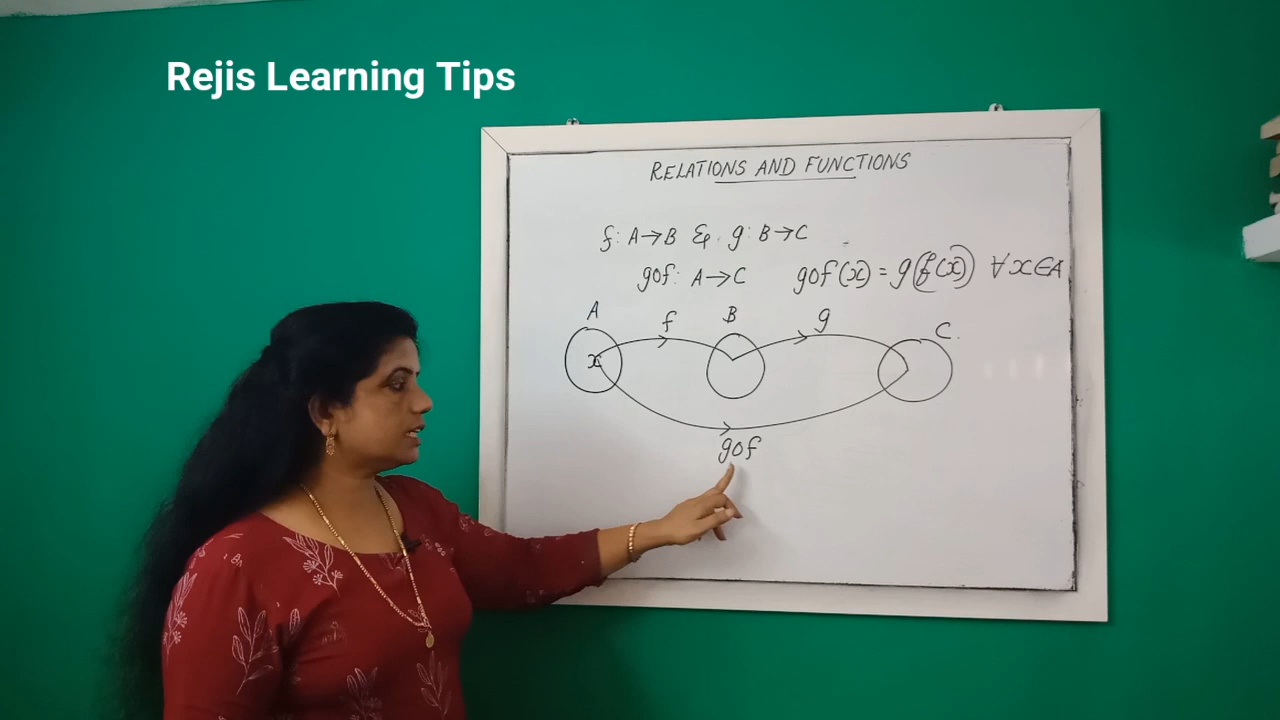 Rejis Learning Tips
RELATIONS AND FUNCTIONS
f: A→B & g: B→C
gof: A→C gof(x) = g(f(x)) ∀x∈A
A f B g C
x
gof